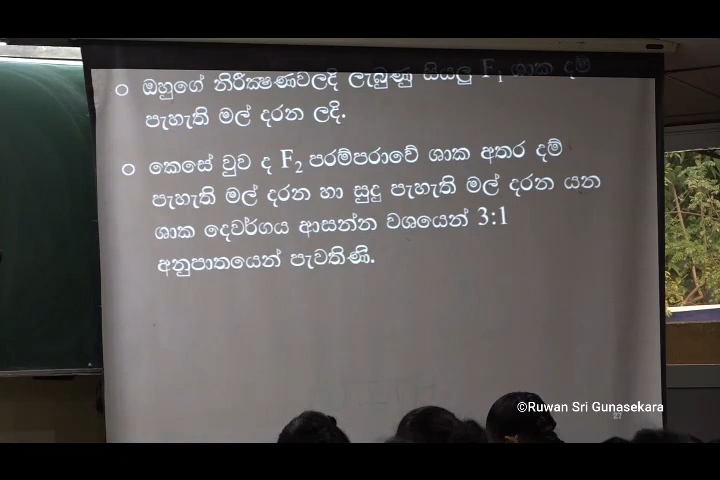 ඔහුගේ නිරීක්ෂණවලදි ලැබුණු සියලු F₁ ශාක දම්
පැහැති මල් දරන ලදි.
කෙසේ වුව ද F₂ පරම්පරාවේ ශාක අතර දම්
පැහැති මල් දරන හා සුදු පැහැති මල් දරන යන
ශාක දෙවර්ගය ආසන්න වශයෙන් 3:1
අනුපාතයෙන් පැවතිණි.
©Ruwan Sri Gunasekara
27